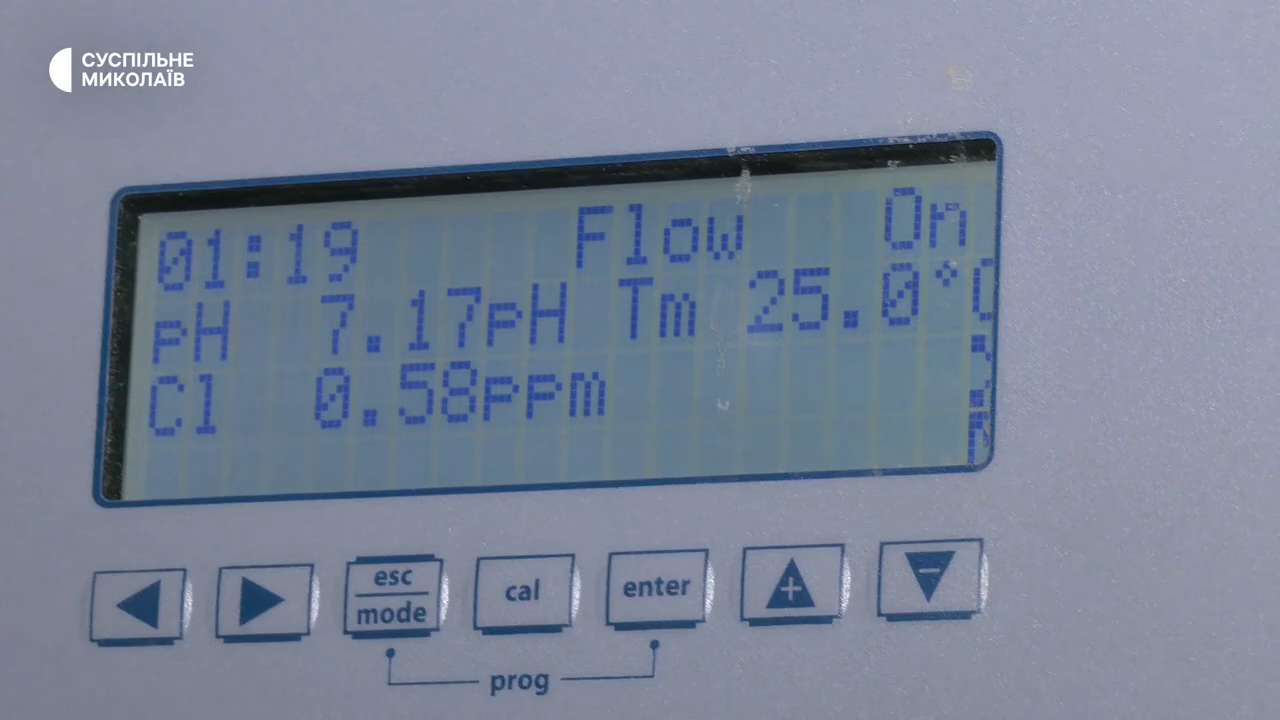 СУСПІЛЬНЕ
МИКОЛАЇВ
01:19 Flow On
pH 7.17pH Tm 25.0°C
Cl 0.58ppm
esc
mode
cal
enter
+
−
prog